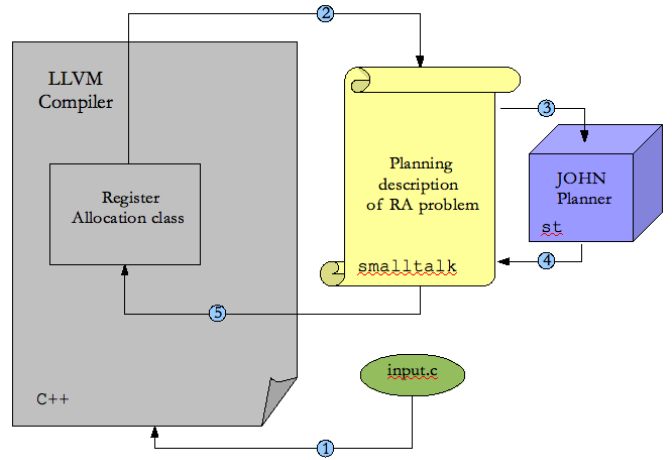 2
LLVM
Compiler
3
Planning
description
of RA problem
JOHN
Planner
st
Register
Allocation class
smalltalk
4
5
input.c
C++
1